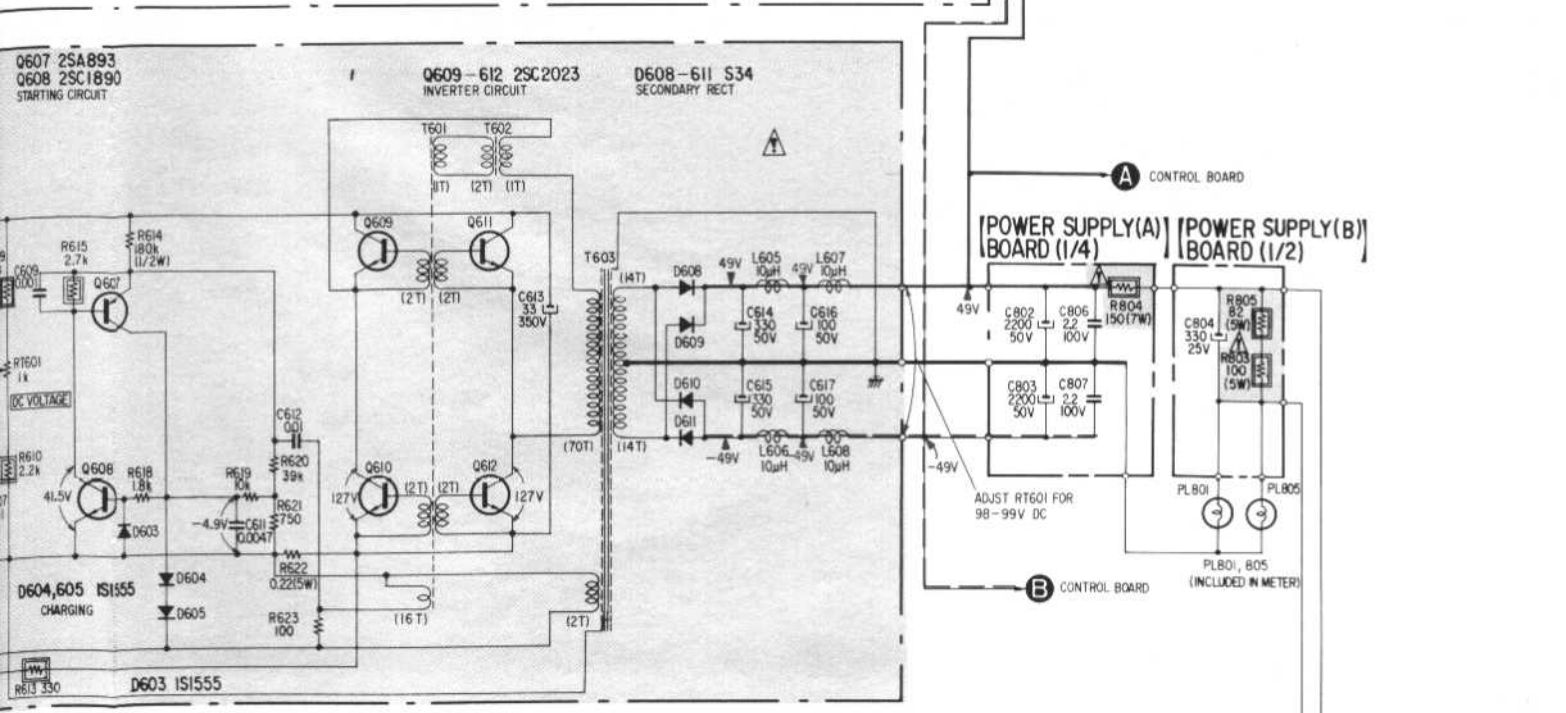 Q607 2SA893
Q608 2SC1890
STARTING CIRCUIT
Q609-612 2SC2023
INVERTER CIRCUIT
D608-611 S34
SECONDARY RECT
T601
T602
(1T)
(2T)
(1T)
A CONTROL BOARD
POWER SUPPLY(A)
BOARD (1/4)
POWER SUPPLY(B)
BOARD (1/2)
R615
2.7k
R614
180k
(1/2W)
C609
0.001
Q607
Q609
Q611
(2T)
(2T)
C613
33
350V
T603
(14T)
D608
49V
L605
10μH
49V
L607
10μH
D609
C614
330
50V
C616
100
50V
49V
C802
2200
50V
C806
2.2
100V
R804
150(7W)
C804
330
25V
R805
82
(5W)
R803
100
(5W)
RT601
1k
DC VOLTAGE
D610
D611
C615
330
50V
C617
100
50V
C803
2200
50V
C807
2.2
100V
(70T)
(14T)
-49V
L606
10μH
-49V
L608
10μH
-49V
C612
0.01
R620
39k
R610
2.2k
Q608
41.5V
R618
1.8k
R619
10k
R621
750
-4.9V
C611
0.0047
D603
Q610
127V
(2T)
(2T)
Q612
127V
ADJST RT601 FOR
98-99V DC
PL801
PL805
PL801, 805
(INCLUDED IN METER)
R622
0.22(5W)
D604,605 1S1555
CHARGING
D604
D605
R623
100
(16T)
(2T)
B CONTROL BOARD
R613 330
D603 1S1555